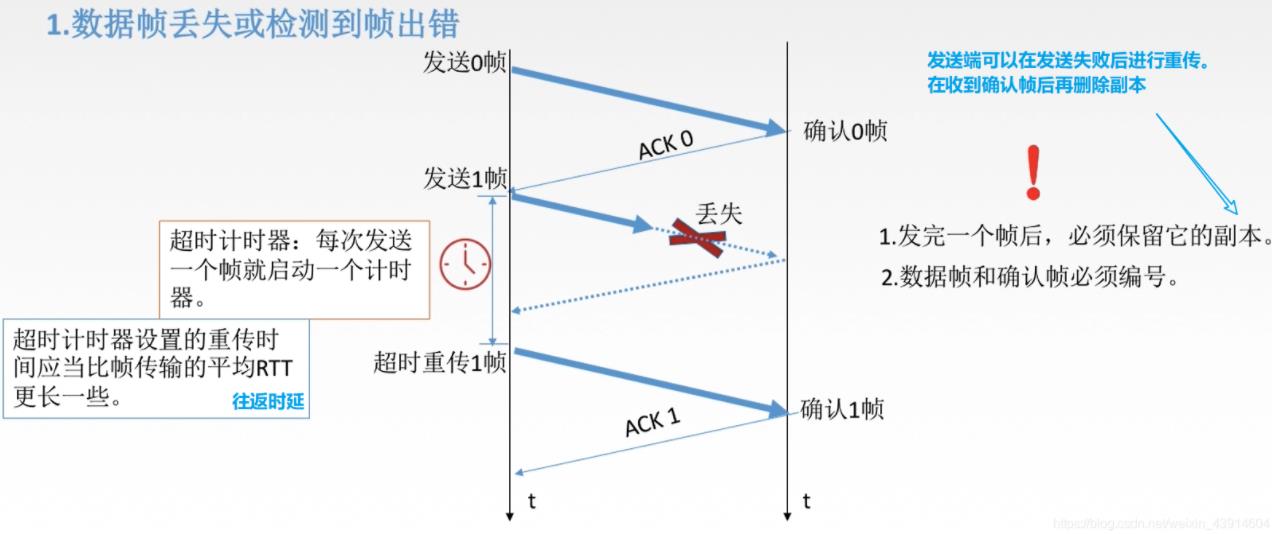 1.数据帧丢失或检测到帧出错
发送0帧
发送端可以在发送失败后进行重传。
在收到确认帧后再删除副本
确认0帧
ACK 0
发送1帧
丢失
超时计时器：每次发送
一个帧就启动一个计时
器。
1.发完一个帧后，必须保留它的副本。
2.数据帧和确认帧必须编号。
超时计时器设置的重传时
间应当比帧传输的平均RTT
更长一些。
往返时延
超时重传1帧
确认1帧
ACK 1
t
t
https://blog.csdn.net/weixin_43914604